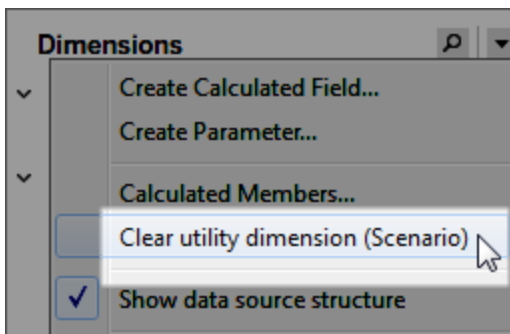 Dimensions
Create Calculated Field...
Create Parameter...
Calculated Members...
Clear utility dimension (Scenario)
Show data source structure